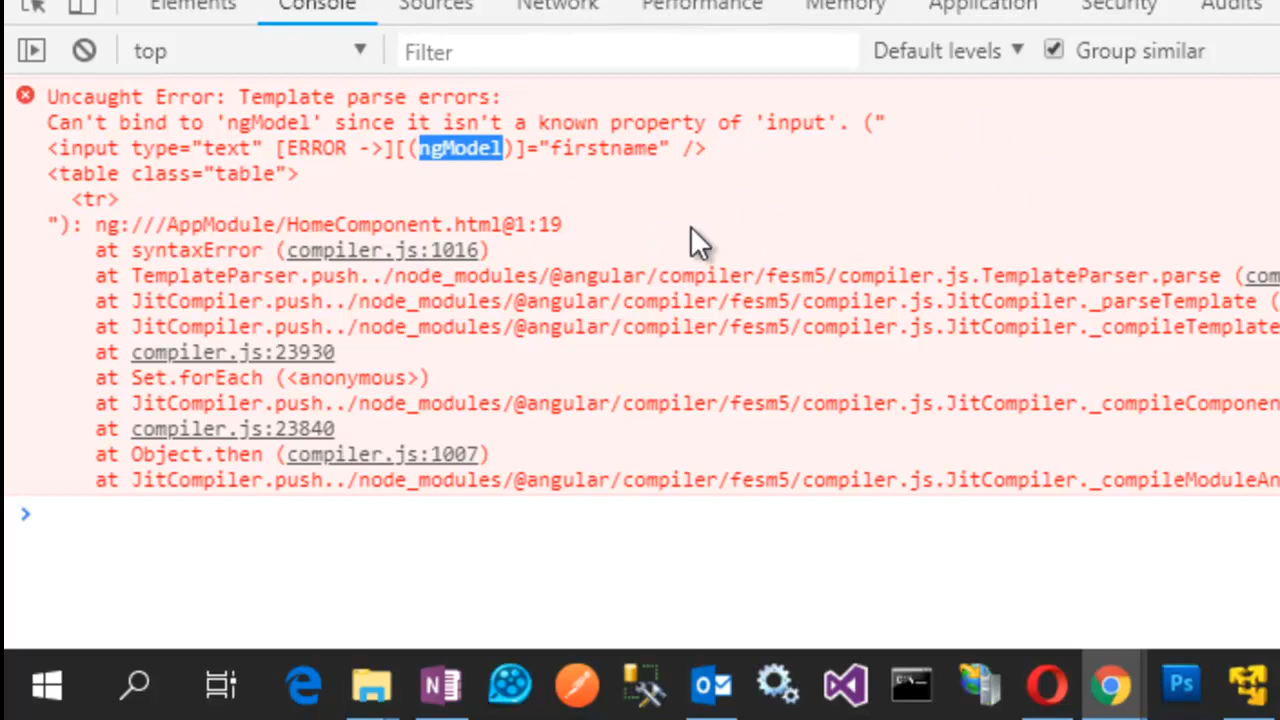 Elements Console Sources Network Performance Memory Application Security Audits
top Filter Default levels Group similar
Uncaught Error: Template parse errors:
Can't bind to 'ngModel' since it isn't a known property of 'input'. ("
<input type="text" [ERROR ->][(ngModel)]="firstname" />
<table class="table">
<tr>
"): ng:///AppModule/HomeComponent.html@1:19
at syntaxError (compiler.js:1016)
at TemplateParser.push../node_modules/@angular/compiler/fesm5/compiler.js.TemplateParser.parse (com
at JitCompiler.push../node_modules/@angular/compiler/fesm5/compiler.js.JitCompiler._parseTemplate (
at JitCompiler.push../node_modules/@angular/compiler/fesm5/compiler.js.JitCompiler._compileTemplate
at compiler.js:23930
at Set.forEach (<anonymous>)
at JitCompiler.push../node_modules/@angular/compiler/fesm5/compiler.js.JitCompiler._compileComponen
at compiler.js:23840
at Object.then (compiler.js:1007)
at JitCompiler.push../node_modules/@angular/compiler/fesm5/compiler.js.JitCompiler._compileModuleAn
>
N O Ps